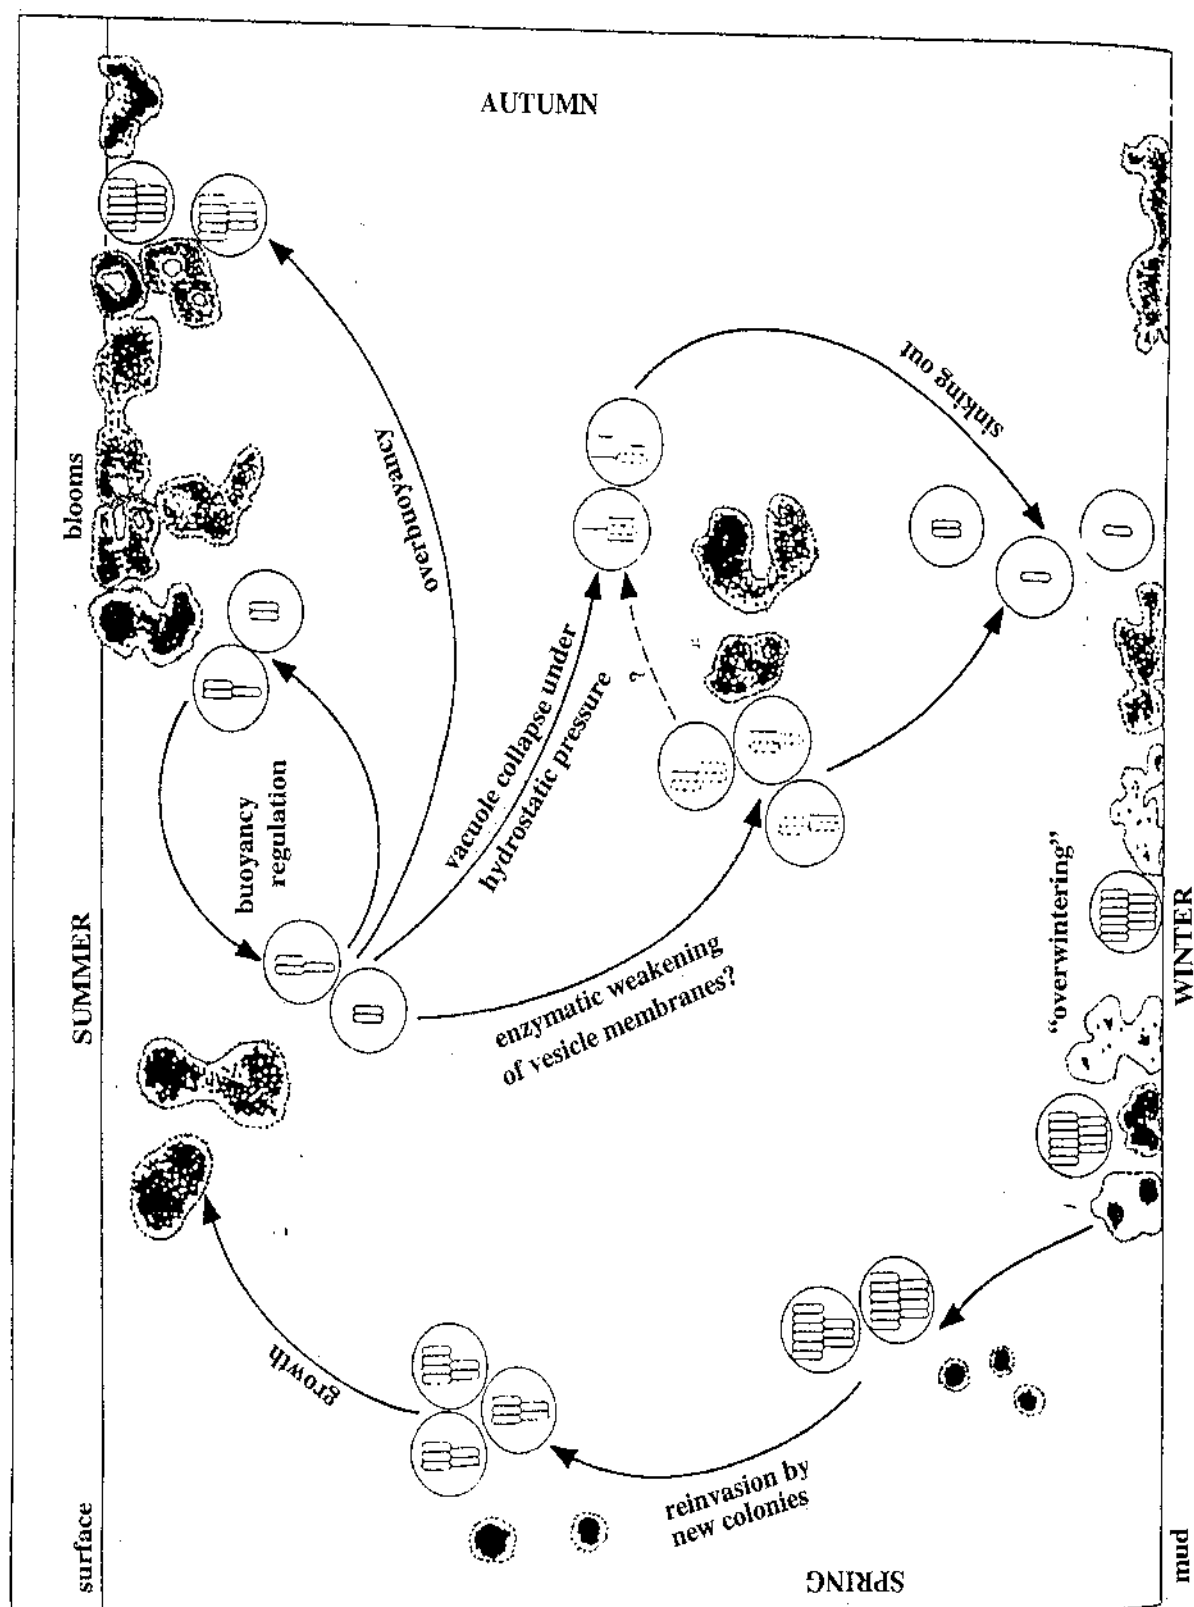 AUTUMN
blooms
overbuoyancy
sinking out
SUMMER
buoyancy
regulation
vacuole collapse under
hydrostatic pressure
?
enzymatic weakening
of vesicle membranes?
"overwintering"
WINTER
growth
reinvasion by
new colonies
surface
SPRING
mud